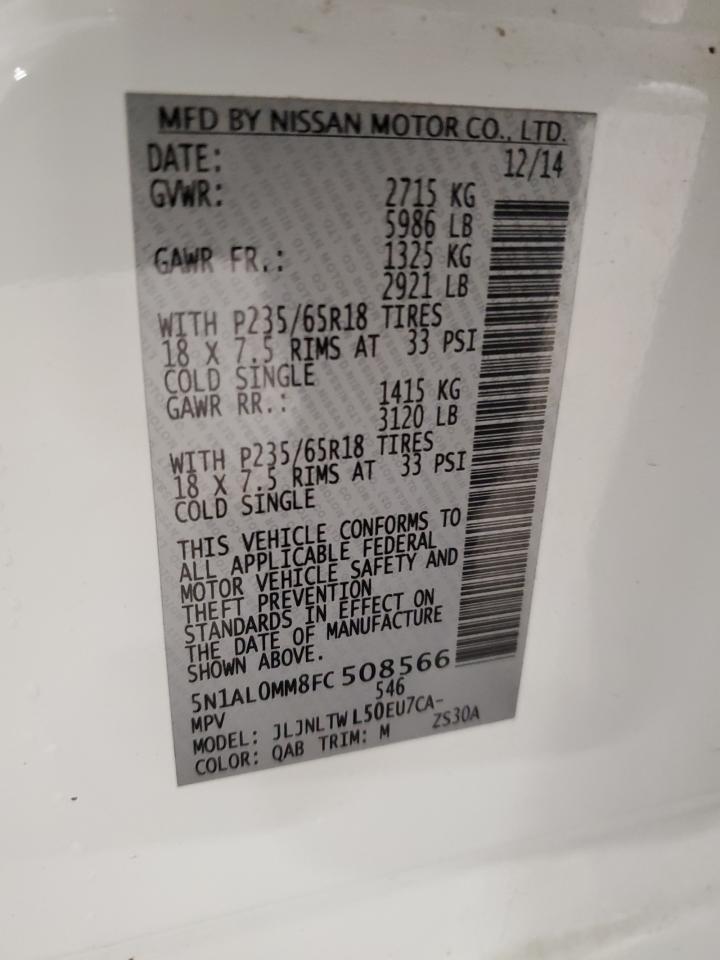 MFD BY NISSAN MOTOR CO., LTD.
DATE: 12/14
GVWR: 2715 KG
5986 LB
GAWR FR.: 1325 KG
2921 LB
WITH P235/65R18 TIRES
18 X 7.5 RIMS AT 33 PSI
COLD SINGLE
GAWR RR.: 1415 KG
3120 LB
WITH P235/65R18 TIRES
18 X 7.5 RIMS AT 33 PSI
COLD SINGLE
THIS VEHICLE CONFORMS TO
ALL APPLICABLE FEDERAL
MOTOR VEHICLE SAFETY AND
THEFT PREVENTION
STANDARDS IN EFFECT ON
THE DATE OF MANUFACTURE
SHOWN ABOVE.
5N1AL0MM8FC508566
MPV 546
MODEL: JLJNLTWL50EU7CA-
COLOR: QAB TRIM: M ZS30A